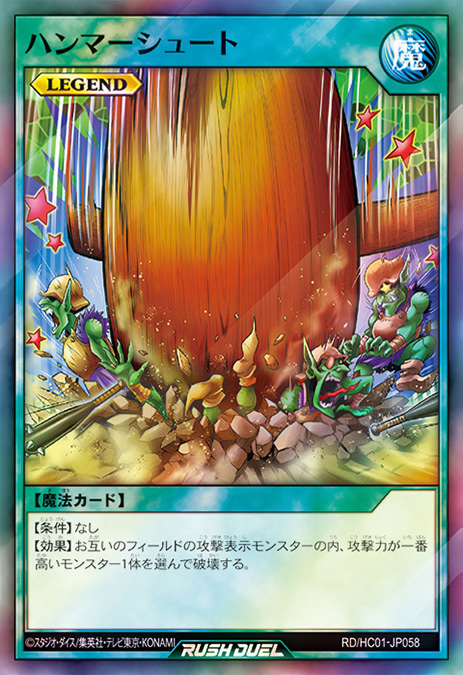 ハンマーシュート
魔
ま
LEGEND
【魔法カード】
【条件】なし
【効果】お互いのフィールドの攻撃表示モンスターの内、攻撃力が一番
高いモンスター1体を選んで破壊する。
©スタジオ・ダイス/集英社・テレビ東京・KONAMI
RUSH DUEL
RD/HC01-JP058